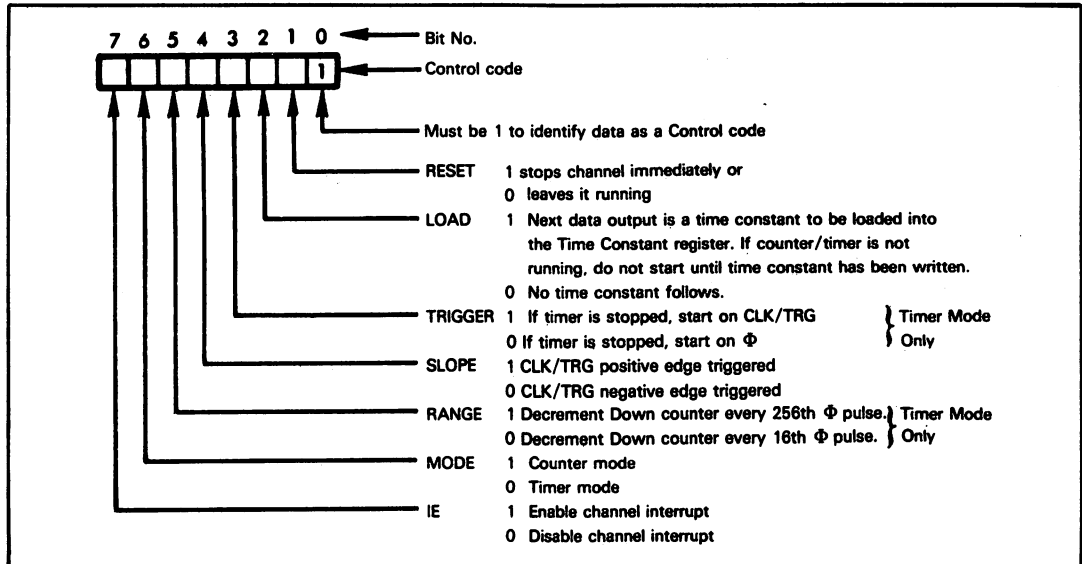 7 6 5 4 3 2 1 0 Bit No.
1 Control code
Must be 1 to identify data as a Control code
RESET 1 stops channel immediately or
0 leaves it running
LOAD 1 Next data output is a time constant to be loaded into
the Time Constant register. If counter/timer is not
running, do not start until time constant has been written.
0 No time constant follows.
TRIGGER 1 If timer is stopped, start on CLK/TRG } Timer Mode
0 If timer is stopped, start on Φ Only
SLOPE 1 CLK/TRG positive edge triggered
0 CLK/TRG negative edge triggered
RANGE 1 Decrement Down counter every 256th Φ pulse. } Timer Mode
0 Decrement Down counter every 16th Φ pulse. Only
MODE 1 Counter mode
0 Timer mode
IE 1 Enable channel interrupt
0 Disable channel interrupt